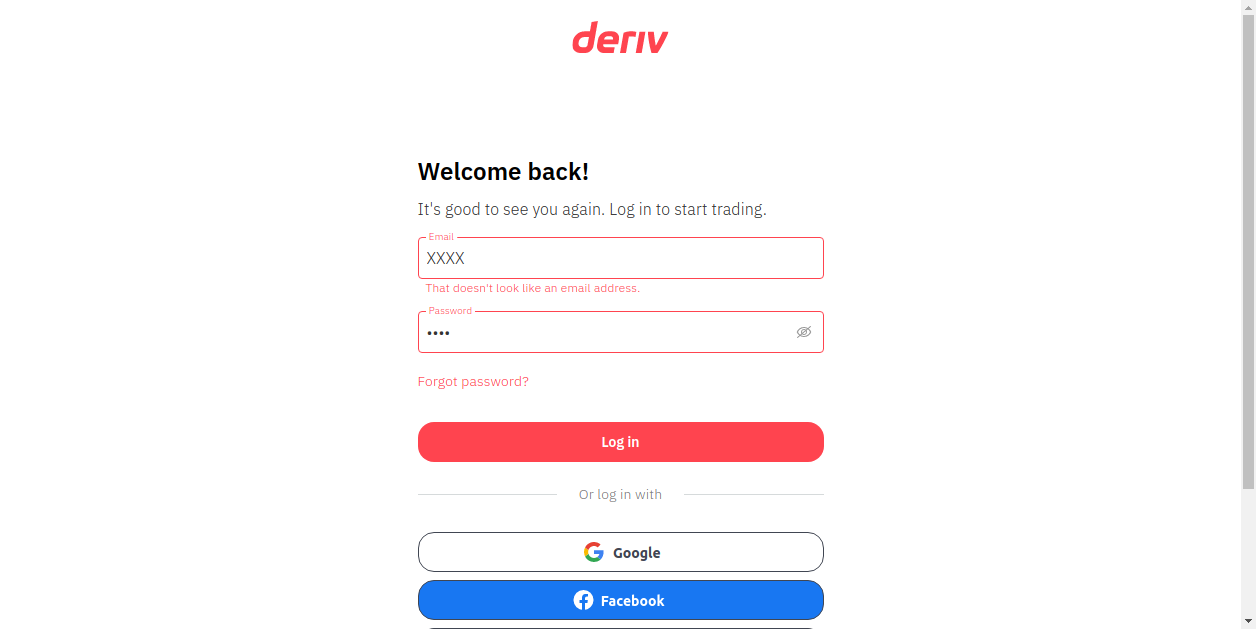 deriv
Welcome back!
It's good to see you again. Log in to start trading.
Email
XXXX
That doesn't look like an email address.
Password
••••
Forgot password?
Log in
Or log in with
Google
Facebook